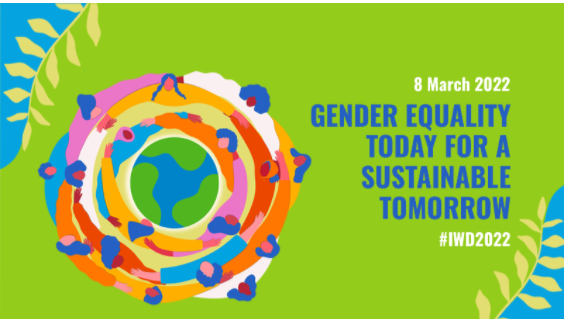 8 March 2022
GENDER EQUALITY
TODAY FOR A
SUSTAINABLE
TOMORROW
#IWD2022